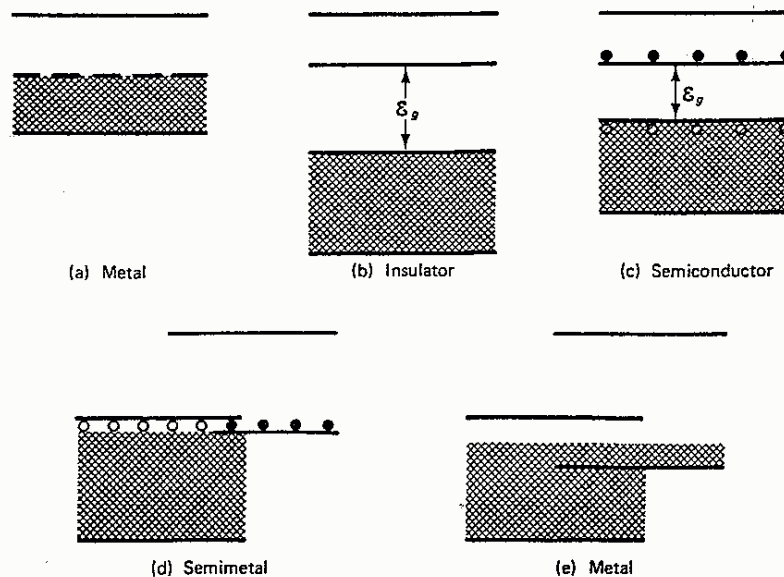 ℰg
ℰg
(a) Metal
(b) Insulator
(c) Semiconductor
(d) Semimetal
(e) Metal